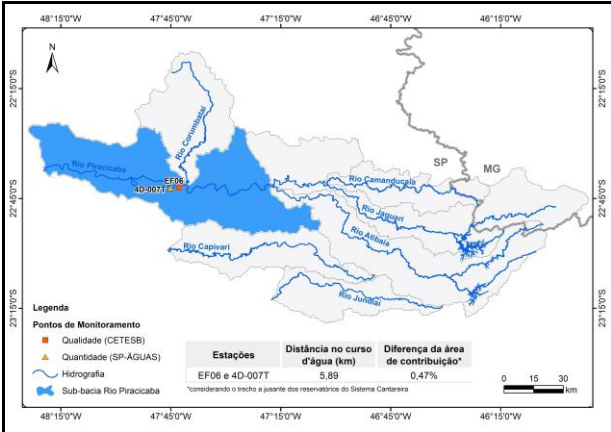 48°15'0"O 47°45'0"O 47°15'0"O 46°45'0"O 46°15'0"O
N
22°15'0"S
22°15'0"S
Rio Corumbataí
SP
MG
Rio Piracicaba
EF06
4D-007T
Rio Camanducaia
22°45'0"S
22°45'0"S
Rio Jaguari
Rio Atibaia
Rio Capivari
Rio Jundiaí
23°15'0"S
23°15'0"S
Legenda
Pontos de Monitoramento
Qualidade (CETESB)
Quantidade (SP-ÁGUAS)
Hidrografia
Sub-bacia Rio Piracicaba
Estações Distância no curso d'água (km) Diferença da área de contribuição*
EF06 e 4D-007T 5,89 0,47%
*considerando o trecho a jusante dos reservatórios do Sistema Cantareira
0 15 30
km
48°15'0"O 47°45'0"O 47°15'0"O 46°45'0"O 46°15'0"O